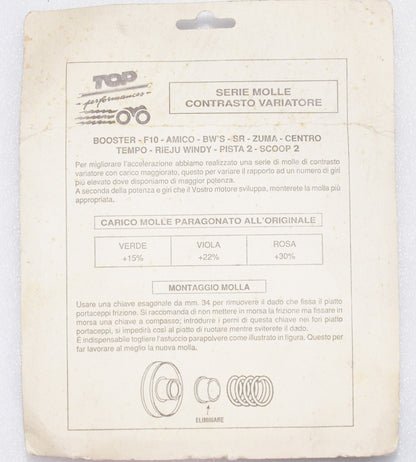 TOP
performances
SERIE MOLLE
CONTRASTO VARIATORE
BOOSTER - F10 - AMICO - BW'S - SR - ZUMA - CENTRO
TEMPO - RIEJU WINDY - PISTA 2 - SCOOP 2
Per migliorare l'accelerazione abbiamo realizzato una serie di molle di contrasto
variatore con carico maggiorato, questo per variare il rapporto ad un numero di giri
più elevato dove disponiamo di maggior potenza.
A seconda della potenza e giri che il Vostro motore sviluppa, monterete la molla più
appropriata.
CARICO MOLLE PARAGONATO ALL'ORIGINALE
VERDE VIOLA ROSA
+15% +22% +30%
MONTAGGIO MOLLA
Usare una chiave esagonale da mm. 34 per rimuovere il dado che fissa il piatto
portaceppi frizione. Si raccomanda di non mettere in morsa la frizione ma fissare in
morsa una chiave a compasso; introdurre i perni di questa chiave nei fori piatto
portaceppi, si impedirà così al piatto di ruotare mentre sviterete il dado.
È indispensabile togliere l'astuccio parapolvere come illustrato in figura. Questo per
far lavorare al meglio la nuova molla.
ELIMINARE